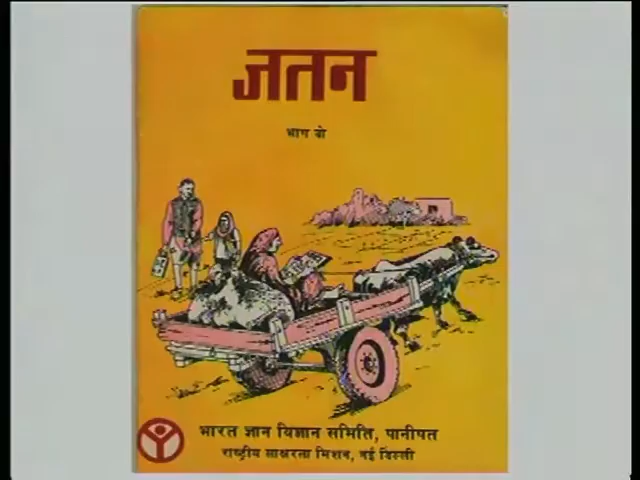 जतन
भाग दो
भारत ज्ञान विज्ञान समिति, पानीपत
राष्ट्रीय साक्षरता मिशन, नई दिल्ली